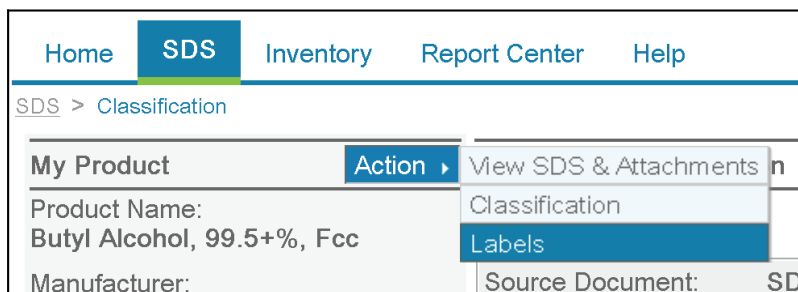 Home SDS Inventory Report Center Help
SDS > Classification
My Product Action View SDS & Attachments
Product Name: Classification
Butyl Alcohol, 99.5+%, Fcc Labels
Manufacturer: Source Document: